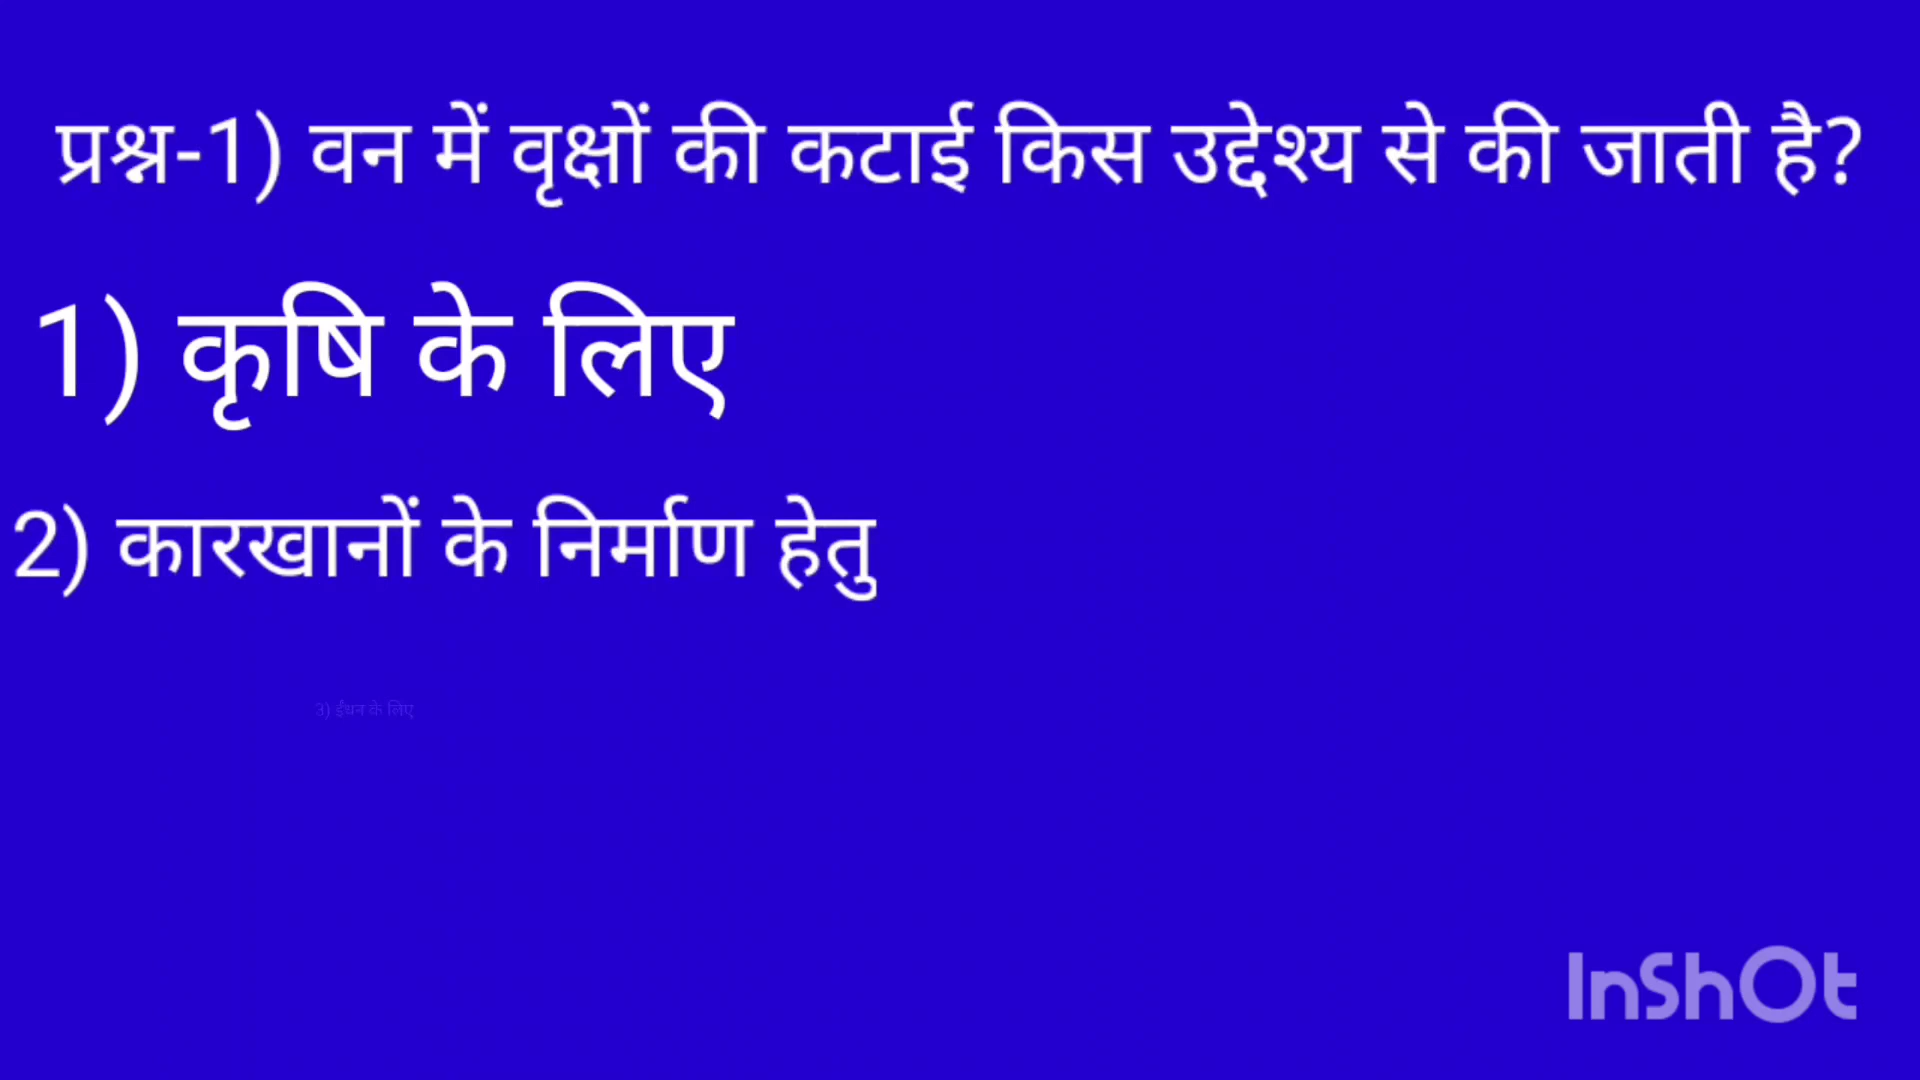 प्रश्न-1) वन में वृक्षों की कटाई किस उद्देश्य से की जाती है?
1) कृषि के लिए
2) कारखानों के निर्माण हेतु
3) ईंधन के लिए
InShOt